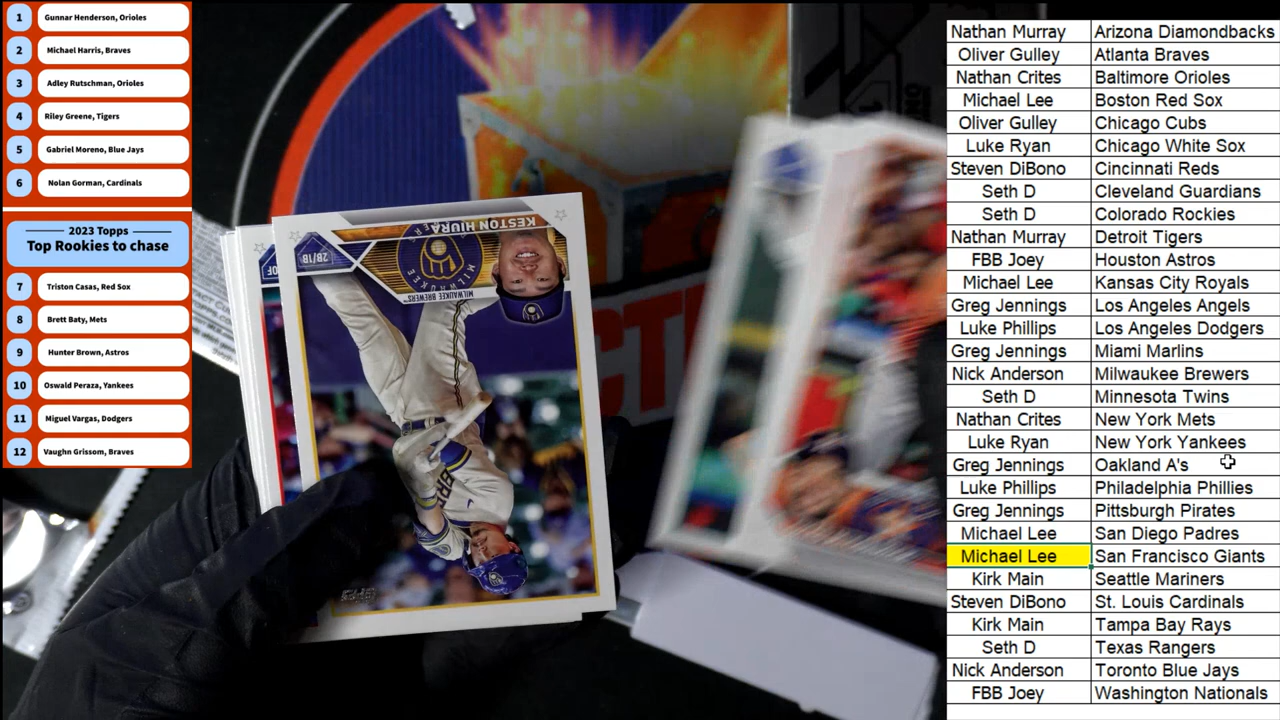 1 Gunnar Henderson, Orioles
2 Michael Harris, Braves
3 Adley Rutschman, Orioles
4 Riley Greene, Tigers
5 Gabriel Moreno, Blue Jays
6 Nolan Gorman, Cardinals
2023 Topps
Top Rookies to chase
7 Triston Casas, Red Sox
8 Brett Baty, Mets
9 Hunter Brown, Astros
10 Oswald Peraza, Yankees
11 Miguel Vargas, Dodgers
12 Vaughn Grissom, Braves
KESTON HIURA
2B/1B
MILWAUKEE
MILWAUKEE BREWERS™
OF
TOPPS
CT
Nathan Murray Arizona Diamondbacks
Oliver Gulley Atlanta Braves
Nathan Crites Baltimore Orioles
Michael Lee Boston Red Sox
Oliver Gulley Chicago Cubs
Luke Ryan Chicago White Sox
Steven DiBono Cincinnati Reds
Seth D Cleveland Guardians
Seth D Colorado Rockies
Nathan Murray Detroit Tigers
FBB Joey Houston Astros
Michael Lee Kansas City Royals
Greg Jennings Los Angeles Angels
Luke Phillips Los Angeles Dodgers
Greg Jennings Miami Marlins
Nick Anderson Milwaukee Brewers
Seth D Minnesota Twins
Nathan Crites New York Mets
Luke Ryan New York Yankees
Greg Jennings Oakland A's
Luke Phillips Philadelphia Phillies
Greg Jennings Pittsburgh Pirates
Michael Lee San Diego Padres
Michael Lee San Francisco Giants
Kirk Main Seattle Mariners
Steven DiBono St. Louis Cardinals
Kirk Main Tampa Bay Rays
Seth D Texas Rangers
Nick Anderson Toronto Blue Jays
FBB Joey Washington Nationals